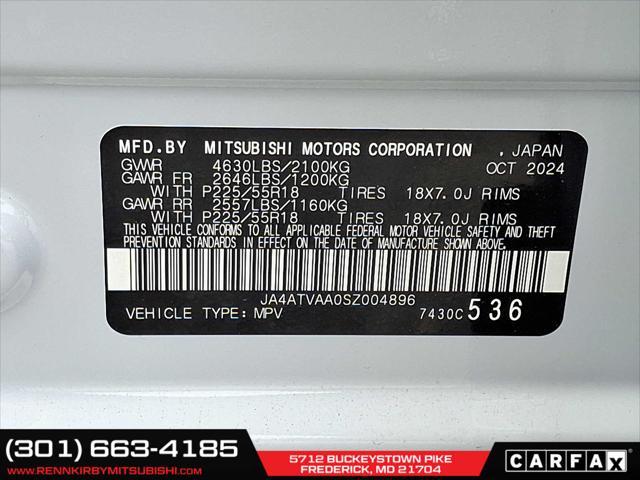 MFD.BY MITSUBISHI MOTORS CORPORATION , JAPAN
GVWR 4630LBS/2100KG OCT 2024
GAWR FR 2646LBS/1200KG
WITH P225/55R18 TIRES 18X7.0J RIMS
GAWR RR 2557LBS/1160KG
WITH P225/55R18 TIRES 18X7.0J RIMS
THIS VEHICLE CONFORMS TO ALL APPLICABLE FEDERAL MOTOR VEHICLE SAFETY AND THEFT
PREVENTION STANDARDS IN EFFECT ON THE DATE OF MANUFACTURE SHOWN ABOVE.
JA4ATVAA0SZ004896
VEHICLE TYPE: MPV 7430C 536
(301) 663-4185
WWW.RENNKIRBYMITSUBISHI.COM
5712 BUCKEYSTOWN PIKE
FREDERICK, MD 21704
CARFAX